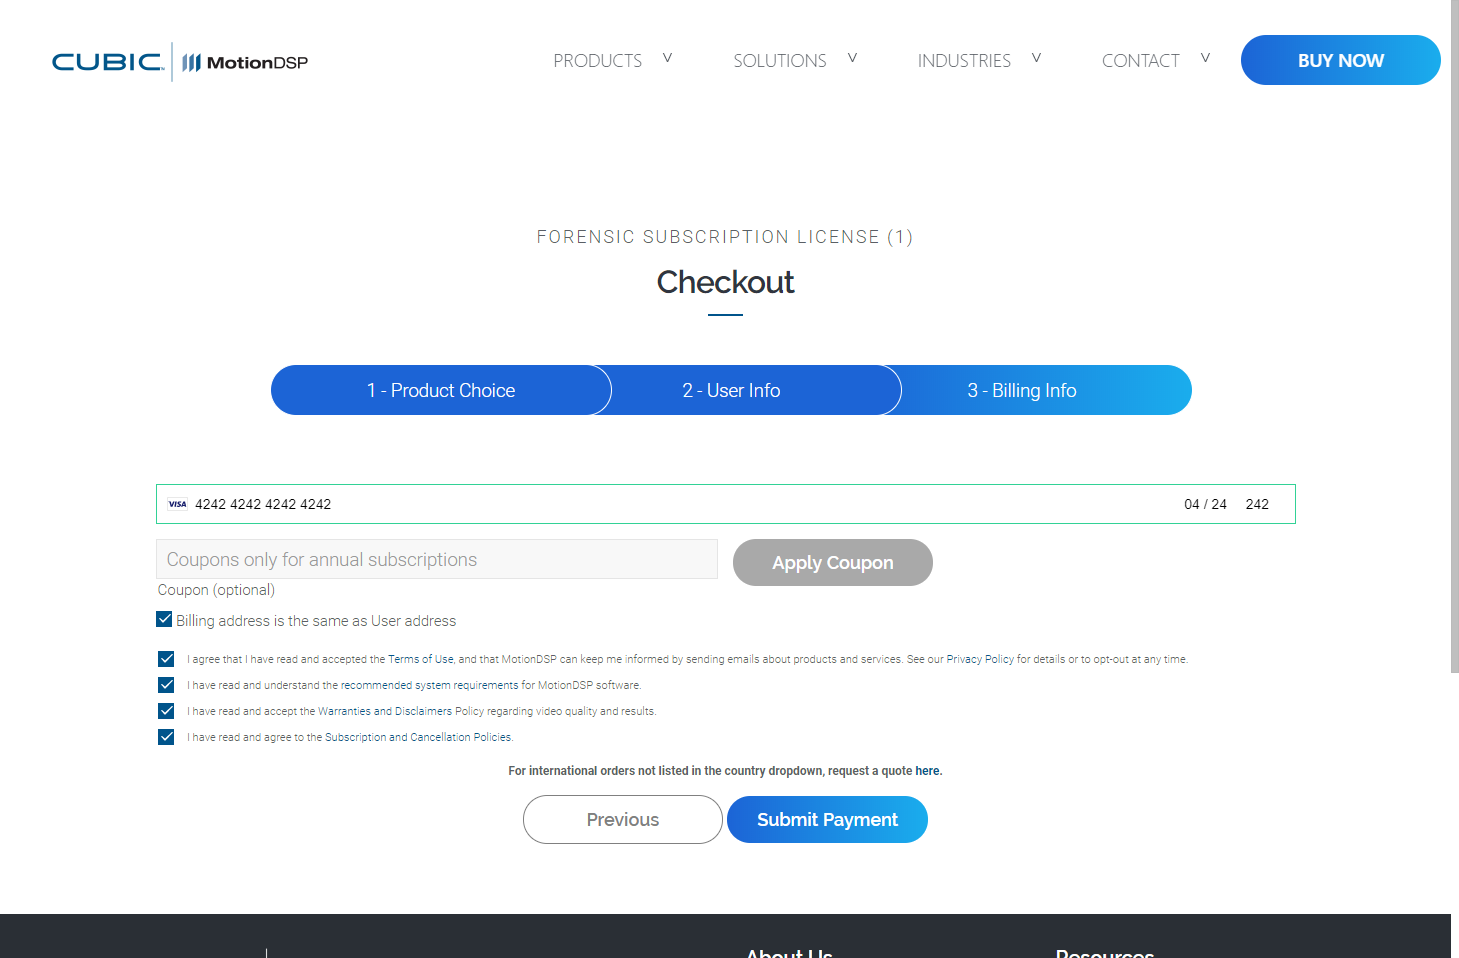 CUBIC MotionDSP
PRODUCTS SOLUTIONS INDUSTRIES CONTACT BUY NOW
FORENSIC SUBSCRIPTION LICENSE (1)
Checkout
1 - Product Choice 2 - User Info 3 - Billing Info
VISA 4242 4242 4242 4242 04 / 24 242
Coupons only for annual subscriptions Apply Coupon
Coupon (optional)
Billing address is the same as User address
I agree that I have read and accepted the Terms of Use, and that MotionDSP can keep me informed by sending emails about products and services. See our Privacy Policy for details or to opt-out at any time.
I have read and understand the recommended system requirements for MotionDSP software.
I have read and accept the Warranties and Disclaimers Policy regarding video quality and results.
I have read and agree to the Subscription and Cancellation Policies.
For international orders not listed in the country dropdown, request a quote here.
Previous Submit Payment
About Us Resources